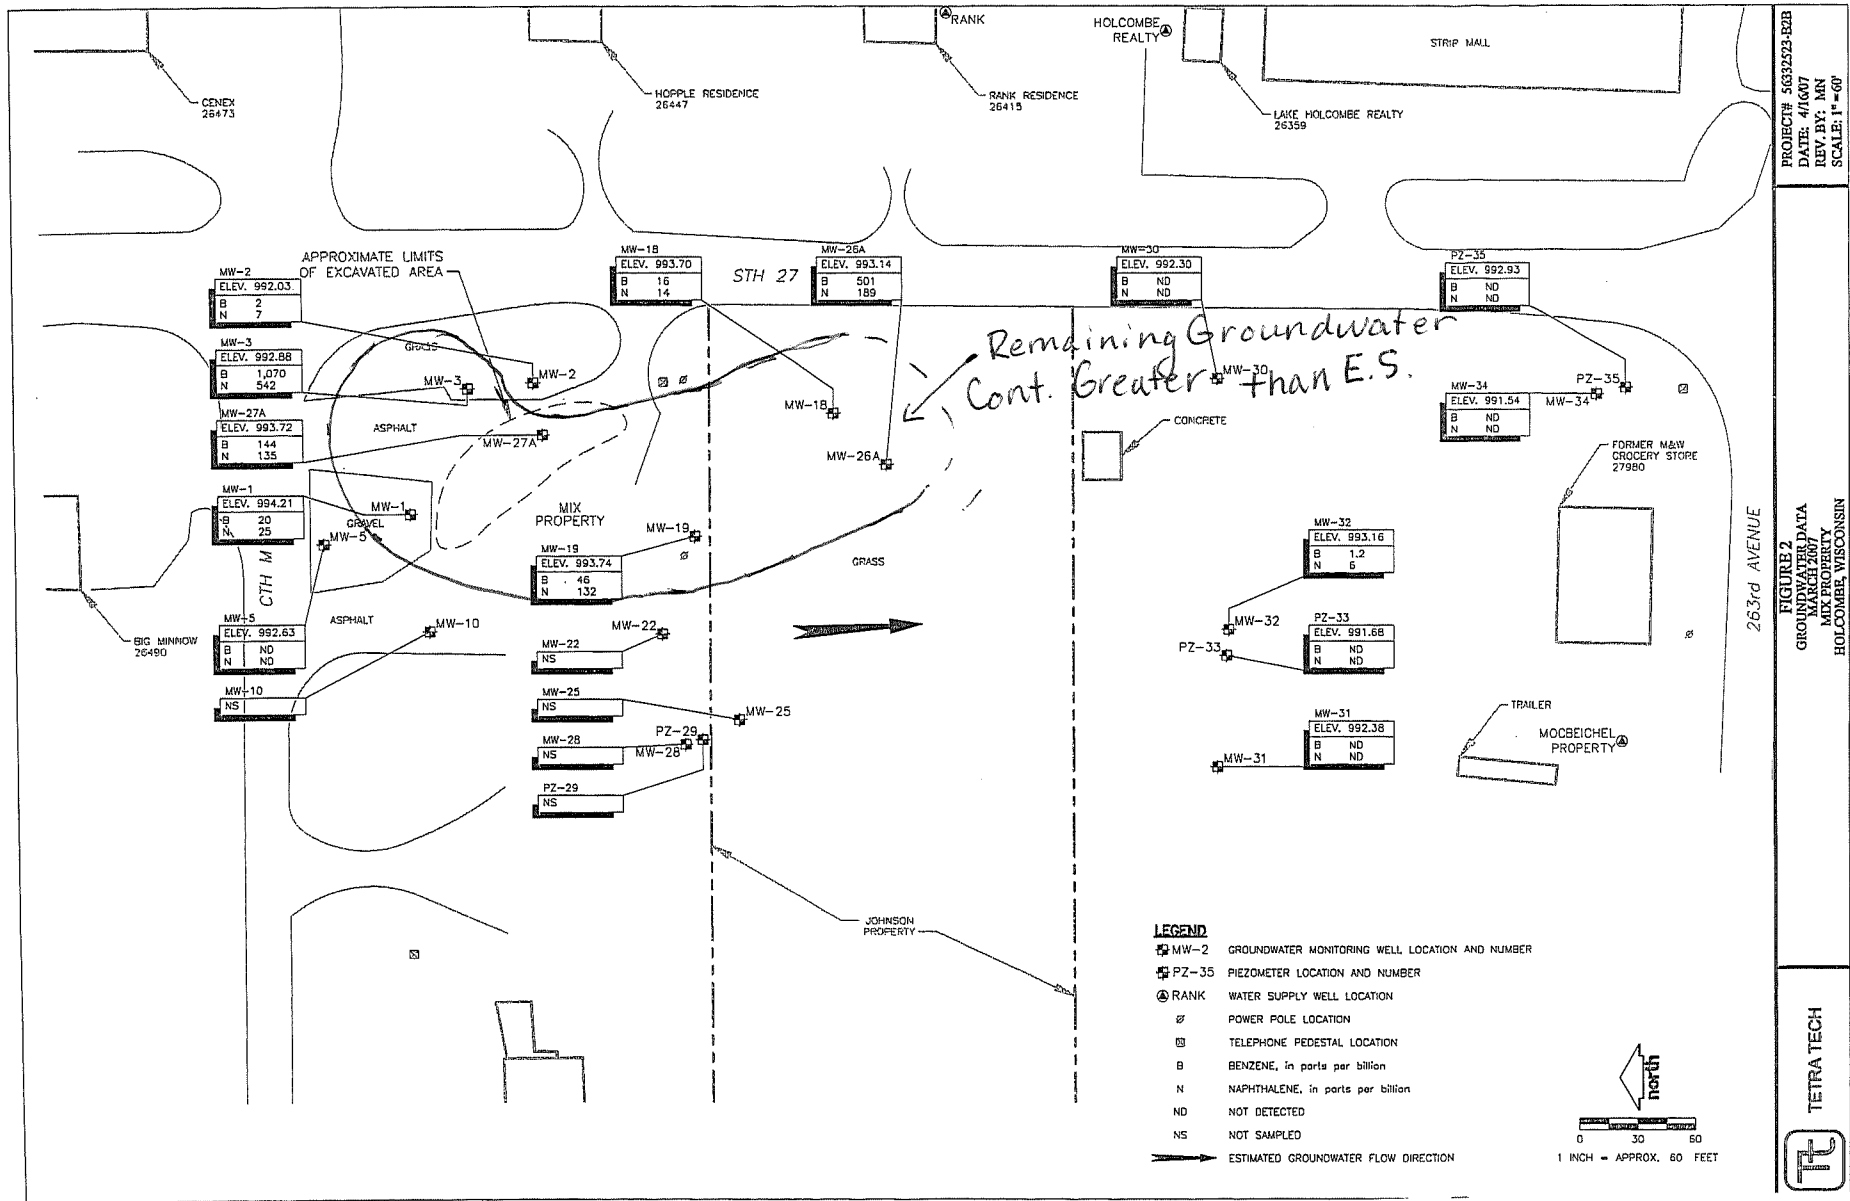 RANK
HOLCOMBE
REALTY
STRIP MALL
CENEX
26473
HOPPLE RESIDENCE
26447
RANK RESIDENCE
26415
LAKE HOLCOMBE REALTY
26359
APPROXIMATE LIMITS
OF EXCAVATED AREA
STH 27
MW-2
ELEV. 992.03
B 2
N 7
MW-18
ELEV. 993.70
B 16
N 14
MW-26A
ELEV. 993.14
B 501
N 189
MW-30
ELEV. 992.30
B ND
N ND
PZ-35
ELEV. 992.93
B ND
N ND
MW-3
ELEV. 992.88
B 1,070
N 542
GRASS
MW-3
MW-2
Remaining Groundwater
Cont. Greater than E.S.
MW-30
MW-34
ELEV. 991.54
B ND
N ND
PZ-35
MW-34
MW-27A
ELEV. 993.72
B 144
N 135
ASPHALT
MW-27A
MW-18
MW-26A
CONCRETE
FORMER M&W
GROCERY STORE
27980
MW-1
ELEV. 994.21
B 20
N 25
MW-1
GRAVEL
MW-5
MIX
PROPERTY
MW-19
MW-19
ELEV. 993.74
B 46
N 132
GRASS
MW-32
ELEV. 993.16
B 1.2
N 6
CTH M
263rd AVENUE
BIG MINNOW
26490
MW-5
ELEV. 992.63
B ND
N ND
ASPHALT
MW-10
MW-22
MW-22
NS
MW-32
PZ-33
PZ-33
ELEV. 991.68
B ND
N ND
MW-10
NS
MW-25
NS
MW-25
PZ-29
MW-28
MW-28
NS
PZ-29
NS
MW-31
ELEV. 992.38
B ND
N ND
MW-31
TRAILER
MOCBEICHEL
PROPERTY
JOHNSON
PROPERTY
LEGEND
MW-2 GROUNDWATER MONITORING WELL LOCATION AND NUMBER
PZ-35 PIEZOMETER LOCATION AND NUMBER
RANK WATER SUPPLY WELL LOCATION
POWER POLE LOCATION
TELEPHONE PEDESTAL LOCATION
B BENZENE, in parts per billion
N NAPHTHALENE, in parts per billion
ND NOT DETECTED
NS NOT SAMPLED
ESTIMATED GROUNDWATER FLOW DIRECTION
north
0 30 60
1 INCH = APPROX. 60 FEET
PROJECT# 56332523-B2B
DATE: 4/16/07
REV. BY: MN
SCALE: 1"=60'
FIGURE 2
GROUNDWATER DATA
MARCH 2007
MIX PROPERTY
HOLCOMBE, WISCONSIN
TETRA TECH
Tt